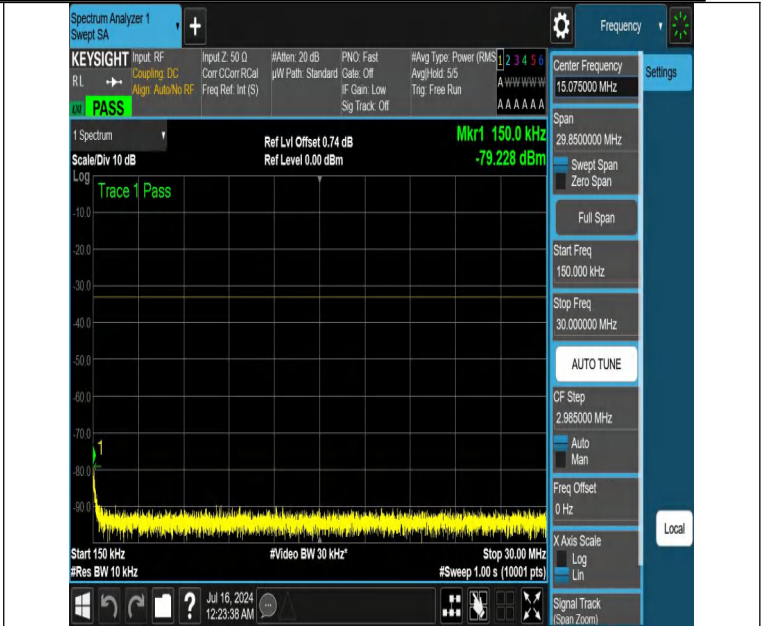 Spectrum Analyzer 1
Swept SA
+
Frequency
KEYSIGHT
RL
LXI
PASS
Input: RF
Coupling: DC
Align: Auto/No RF
Input Z: 50 Ω
Corr CCorr RCal
Freq Ref: Int (S)
#Atten: 20 dB
µW Path: Standard
PNO: Fast
Gate: Off
IF Gain: Low
Sig Track: Off
#Avg Type: Power (RMS
Avg|Hold: 5/5
Trig: Free Run
1 2 3 4 5 6
A W W W W W
A A A A A A
1 Spectrum
Scale/Div 10 dB
Ref Lvl Offset 0.74 dB
Ref Level 0.00 dBm
Mkr1 150.0 kHz
-79.228 dBm
Log
Trace 1 Pass
-10.0
-20.0
-30.0
-40.0
-50.0
-60.0
-70.0
1
-80.0
-90.0
Start 150 kHz
#Res BW 10 kHz
#Video BW 30 kHz*
Stop 30.00 MHz
#Sweep 1.00 s (10001 pts)
Center Frequency
15.075000 MHz
Settings
Span
29.8500000 MHz
Swept Span
Zero Span
Full Span
Start Freq
150.000 kHz
Stop Freq
30.000000 MHz
AUTO TUNE
CF Step
2.985000 MHz
Auto
Man
Freq Offset
0 Hz
X Axis Scale
Log
Lin
Local
Signal Track
(Span Zoom)
?
Jul 16, 2024
12:23:38 AM